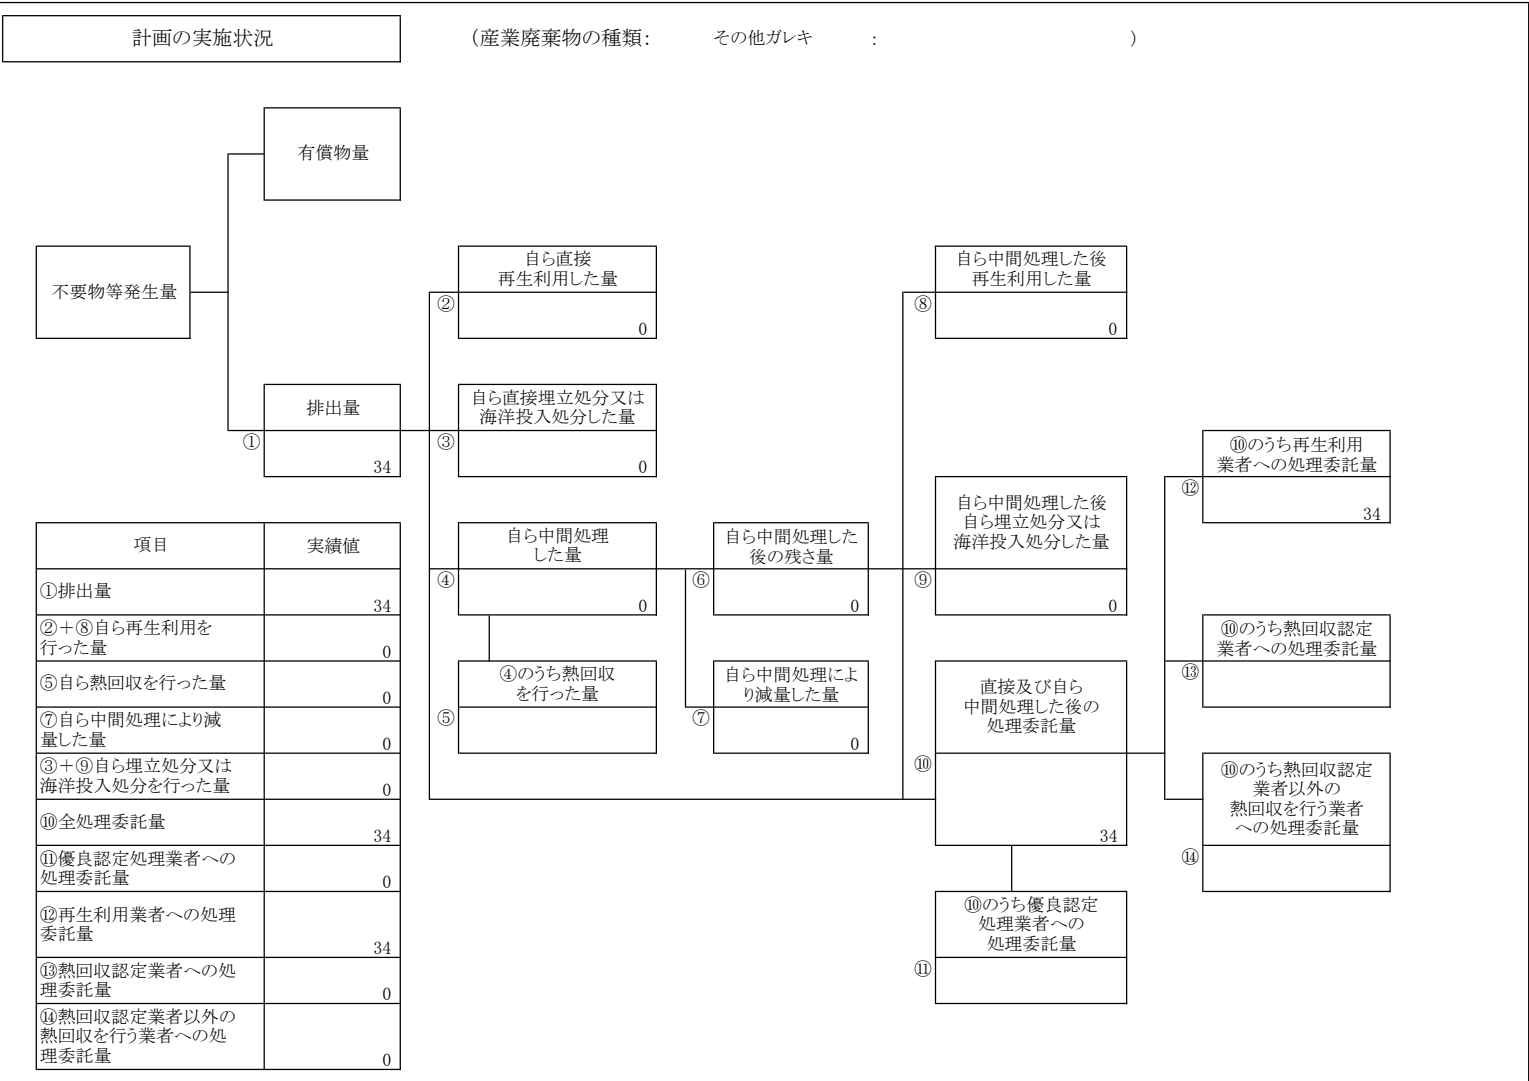 計画の実施状況
（産業廃棄物の種類：　その他ガレキ　：　）
有償物量
不要物等発生量
排出量
①
34
自ら直接
再生利用した量
②
0
自ら直接埋立処分又は
海洋投入処分した量
③
0
自ら中間処理
した量
④
0
④のうち熱回収
を行った量
⑤
自ら中間処理した
後の残さ量
⑥
0
自ら中間処理によ
り減量した量
⑦
0
自ら中間処理した後
再生利用した量
⑧
0
自ら中間処理した後
自ら埋立処分又は
海洋投入処分した量
⑨
0
直接及び自ら
中間処理した後の
処理委託量
⑩
34
⑩のうち優良認定
処理業者への
処理委託量
⑪
⑩のうち再生利用
業者への処理委託量
⑫
34
⑩のうち熱回収認定
業者への処理委託量
⑬
⑩のうち熱回収認定
業者以外の
熱回収を行う業者
への処理委託量
⑭
項目 実績値
①排出量
34
②＋⑧自ら再生利用を
行った量
0
⑤自ら熱回収を行った量
0
⑦自ら中間処理により減
量した量
0
③＋⑨自ら埋立処分又は
海洋投入処分を行った量
0
⑩全処理委託量
34
⑪優良認定処理業者への
処理委託量
0
⑫再生利用業者への処理
委託量
34
⑬熱回収認定業者への処
理委託量
0
⑭熱回収認定業者以外の
熱回収を行う業者への処
理委託量
0